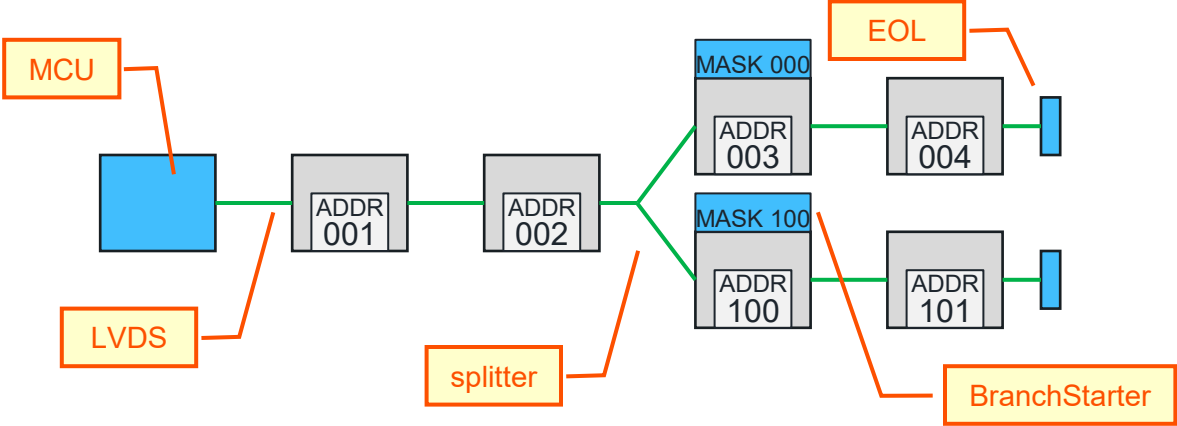 MCU
EOL
MASK 000
ADDR
003
ADDR
004
ADDR
001
ADDR
002
MASK 100
ADDR
100
ADDR
101
LVDS
splitter
BranchStarter